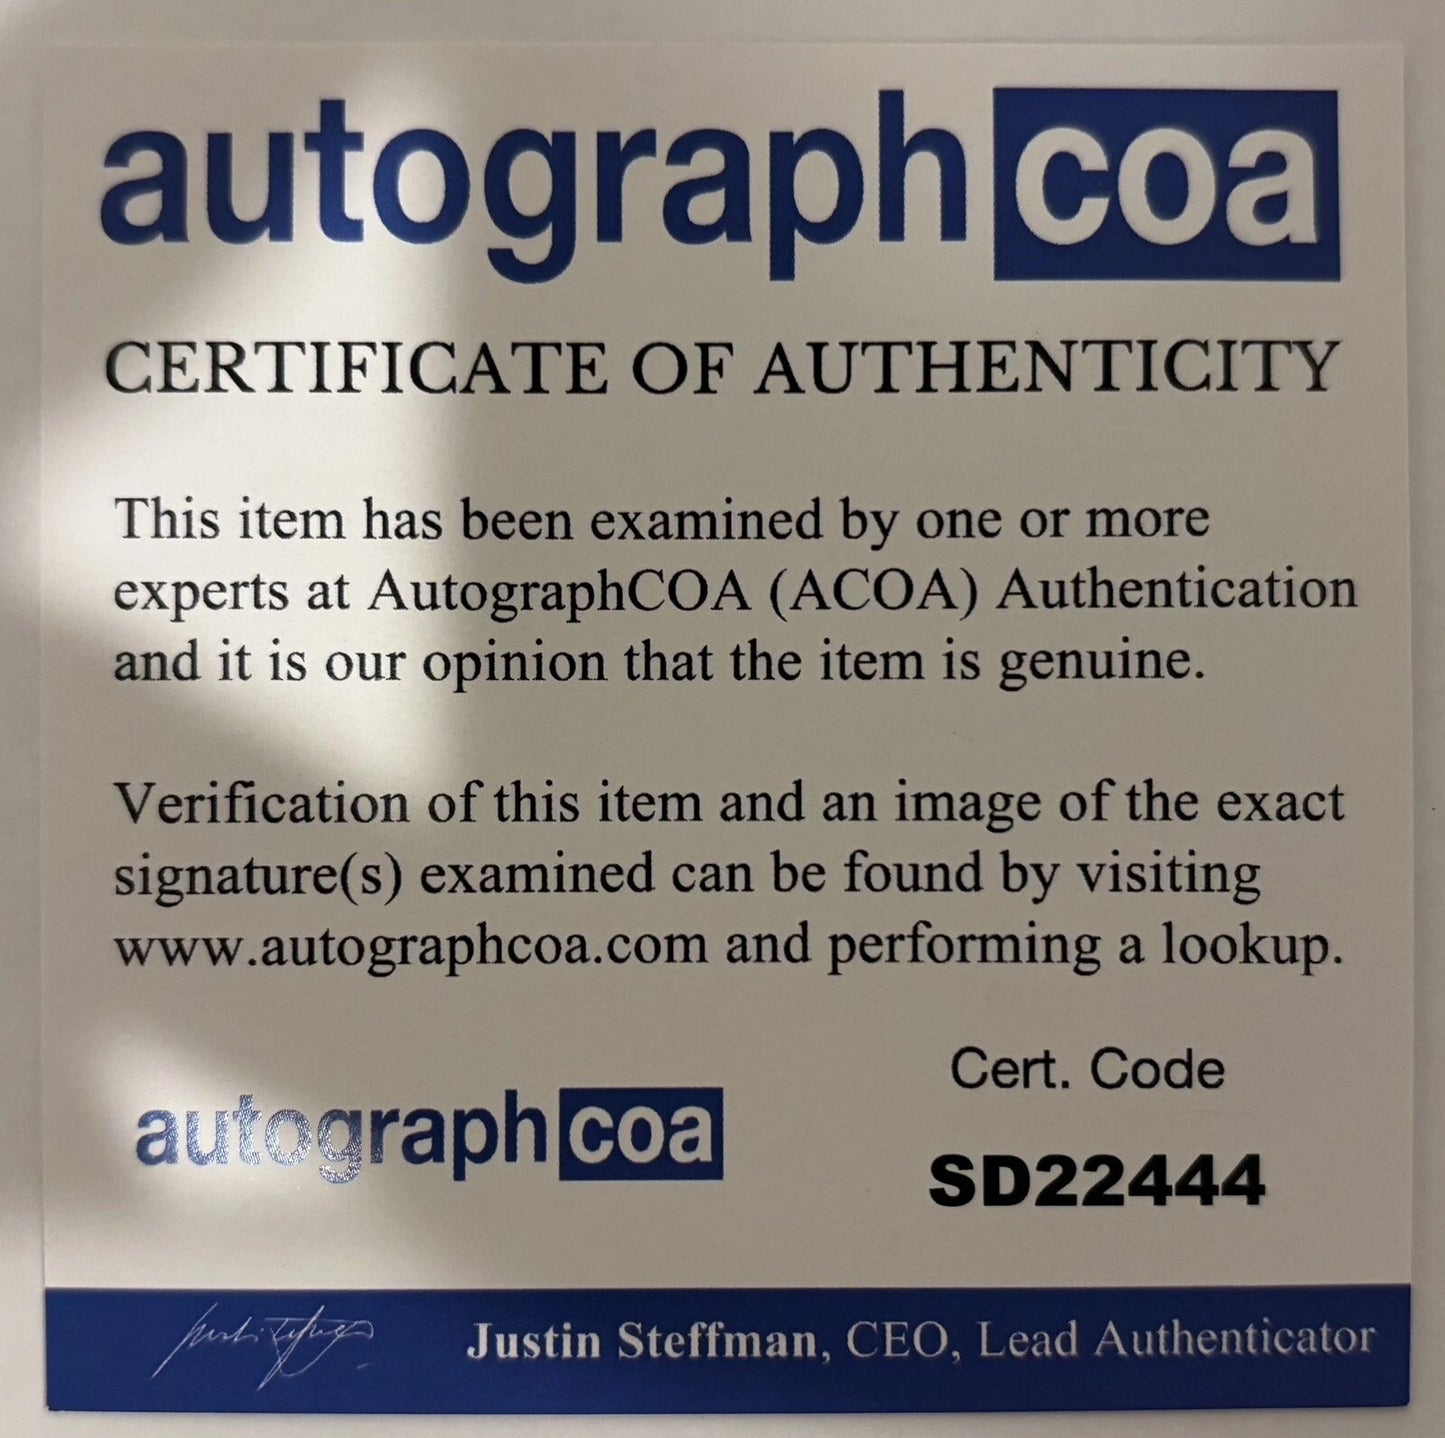 autographcoa
CERTIFICATE OF AUTHENTICITY
This item has been examined by one or more
experts at AutographCOA (ACOA) Authentication
and it is our opinion that the item is genuine.
Verification of this item and an image of the exact
signature(s) examined can be found by visiting
www.autographcoa.com and performing a lookup.
autographcoa
Cert. Code
SD22444
Justin Steffman, CEO, Lead Authenticator